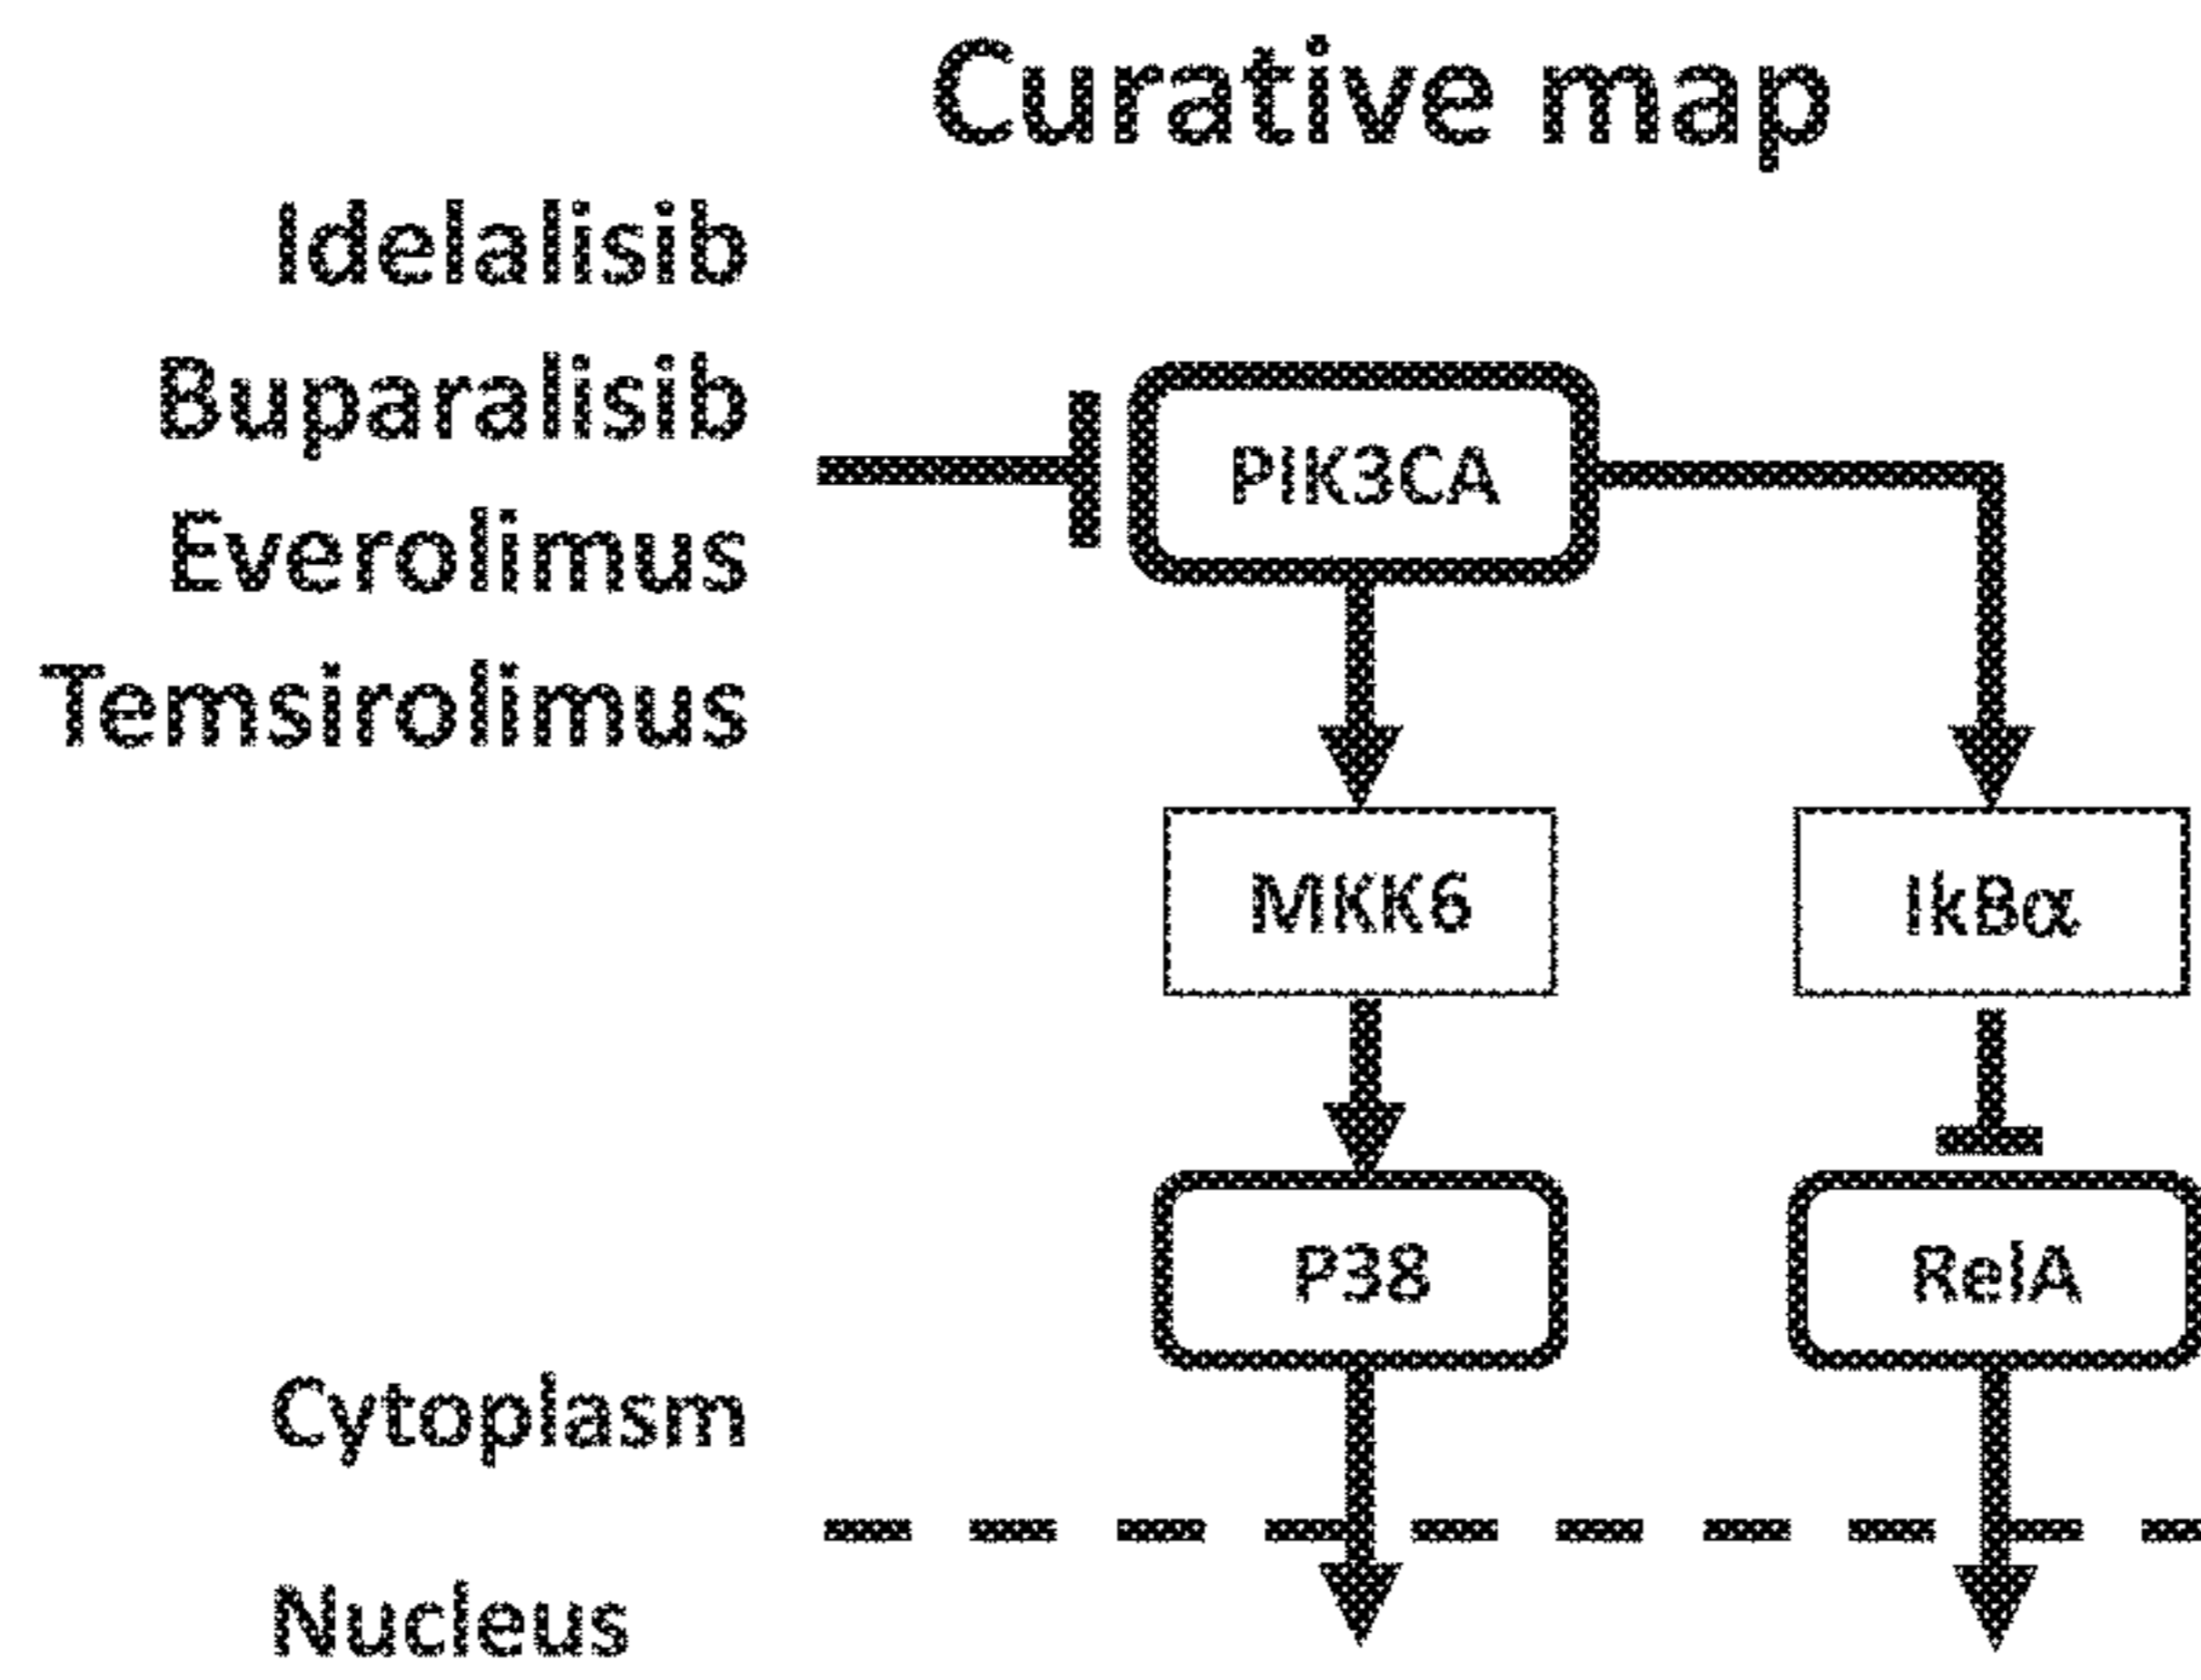 Curative map
Idelalisib
Buparalisib
Everolimus
Temsirolimus
PIK3CA
MKK6
IkBα
P38
RelA
Cytoplasm
Nucleus